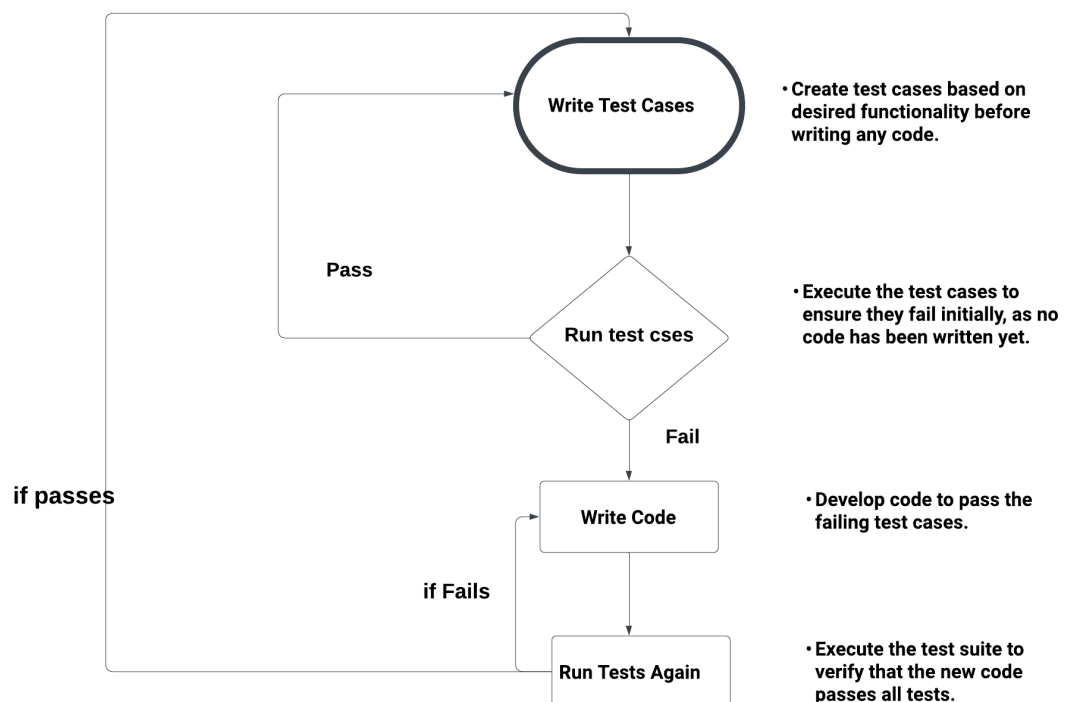 Write Test Cases
• Create test cases based on
desired functionality before
writing any code.
Pass
Run test cses
• Execute the test cases to
ensure they fail initially, as no
code has been written yet.
Fail
if passes
Write Code
• Develop code to pass the
failing test cases.
if Fails
Run Tests Again
• Execute the test suite to
verify that the new code
passes all tests.